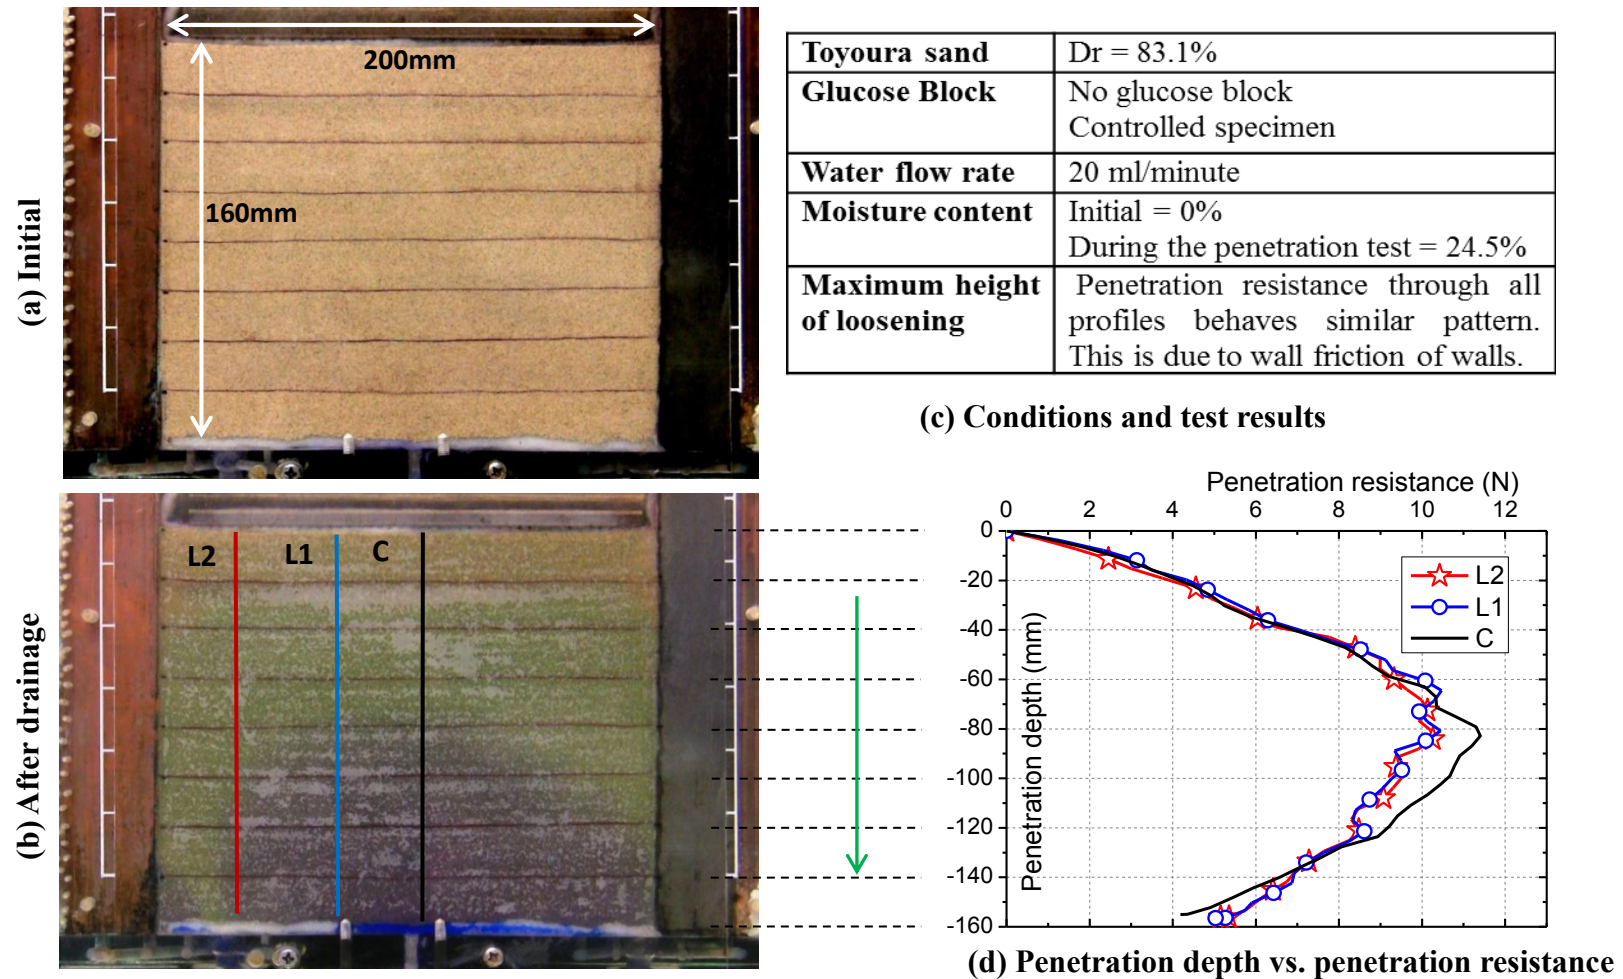 (a) Initial
200mm
160mm
Toyoura sand Dr = 83.1%
Glucose Block No glucose block
Controlled specimen
Water flow rate 20 ml/minute
Moisture content Initial = 0%
During the penetration test = 24.5%
Maximum height Penetration resistance through all
of loosening profiles behaves similar pattern.
This is due to wall friction of walls.
(c) Conditions and test results
(b) After drainage
L2 L1 C
Penetration resistance (N)
0 2 4 6 8 10 12
0
-20
-40
-60
-80
-100
-120
-140
-160
Penetration depth (mm)
L2
L1
C
(d) Penetration depth vs. penetration resistance